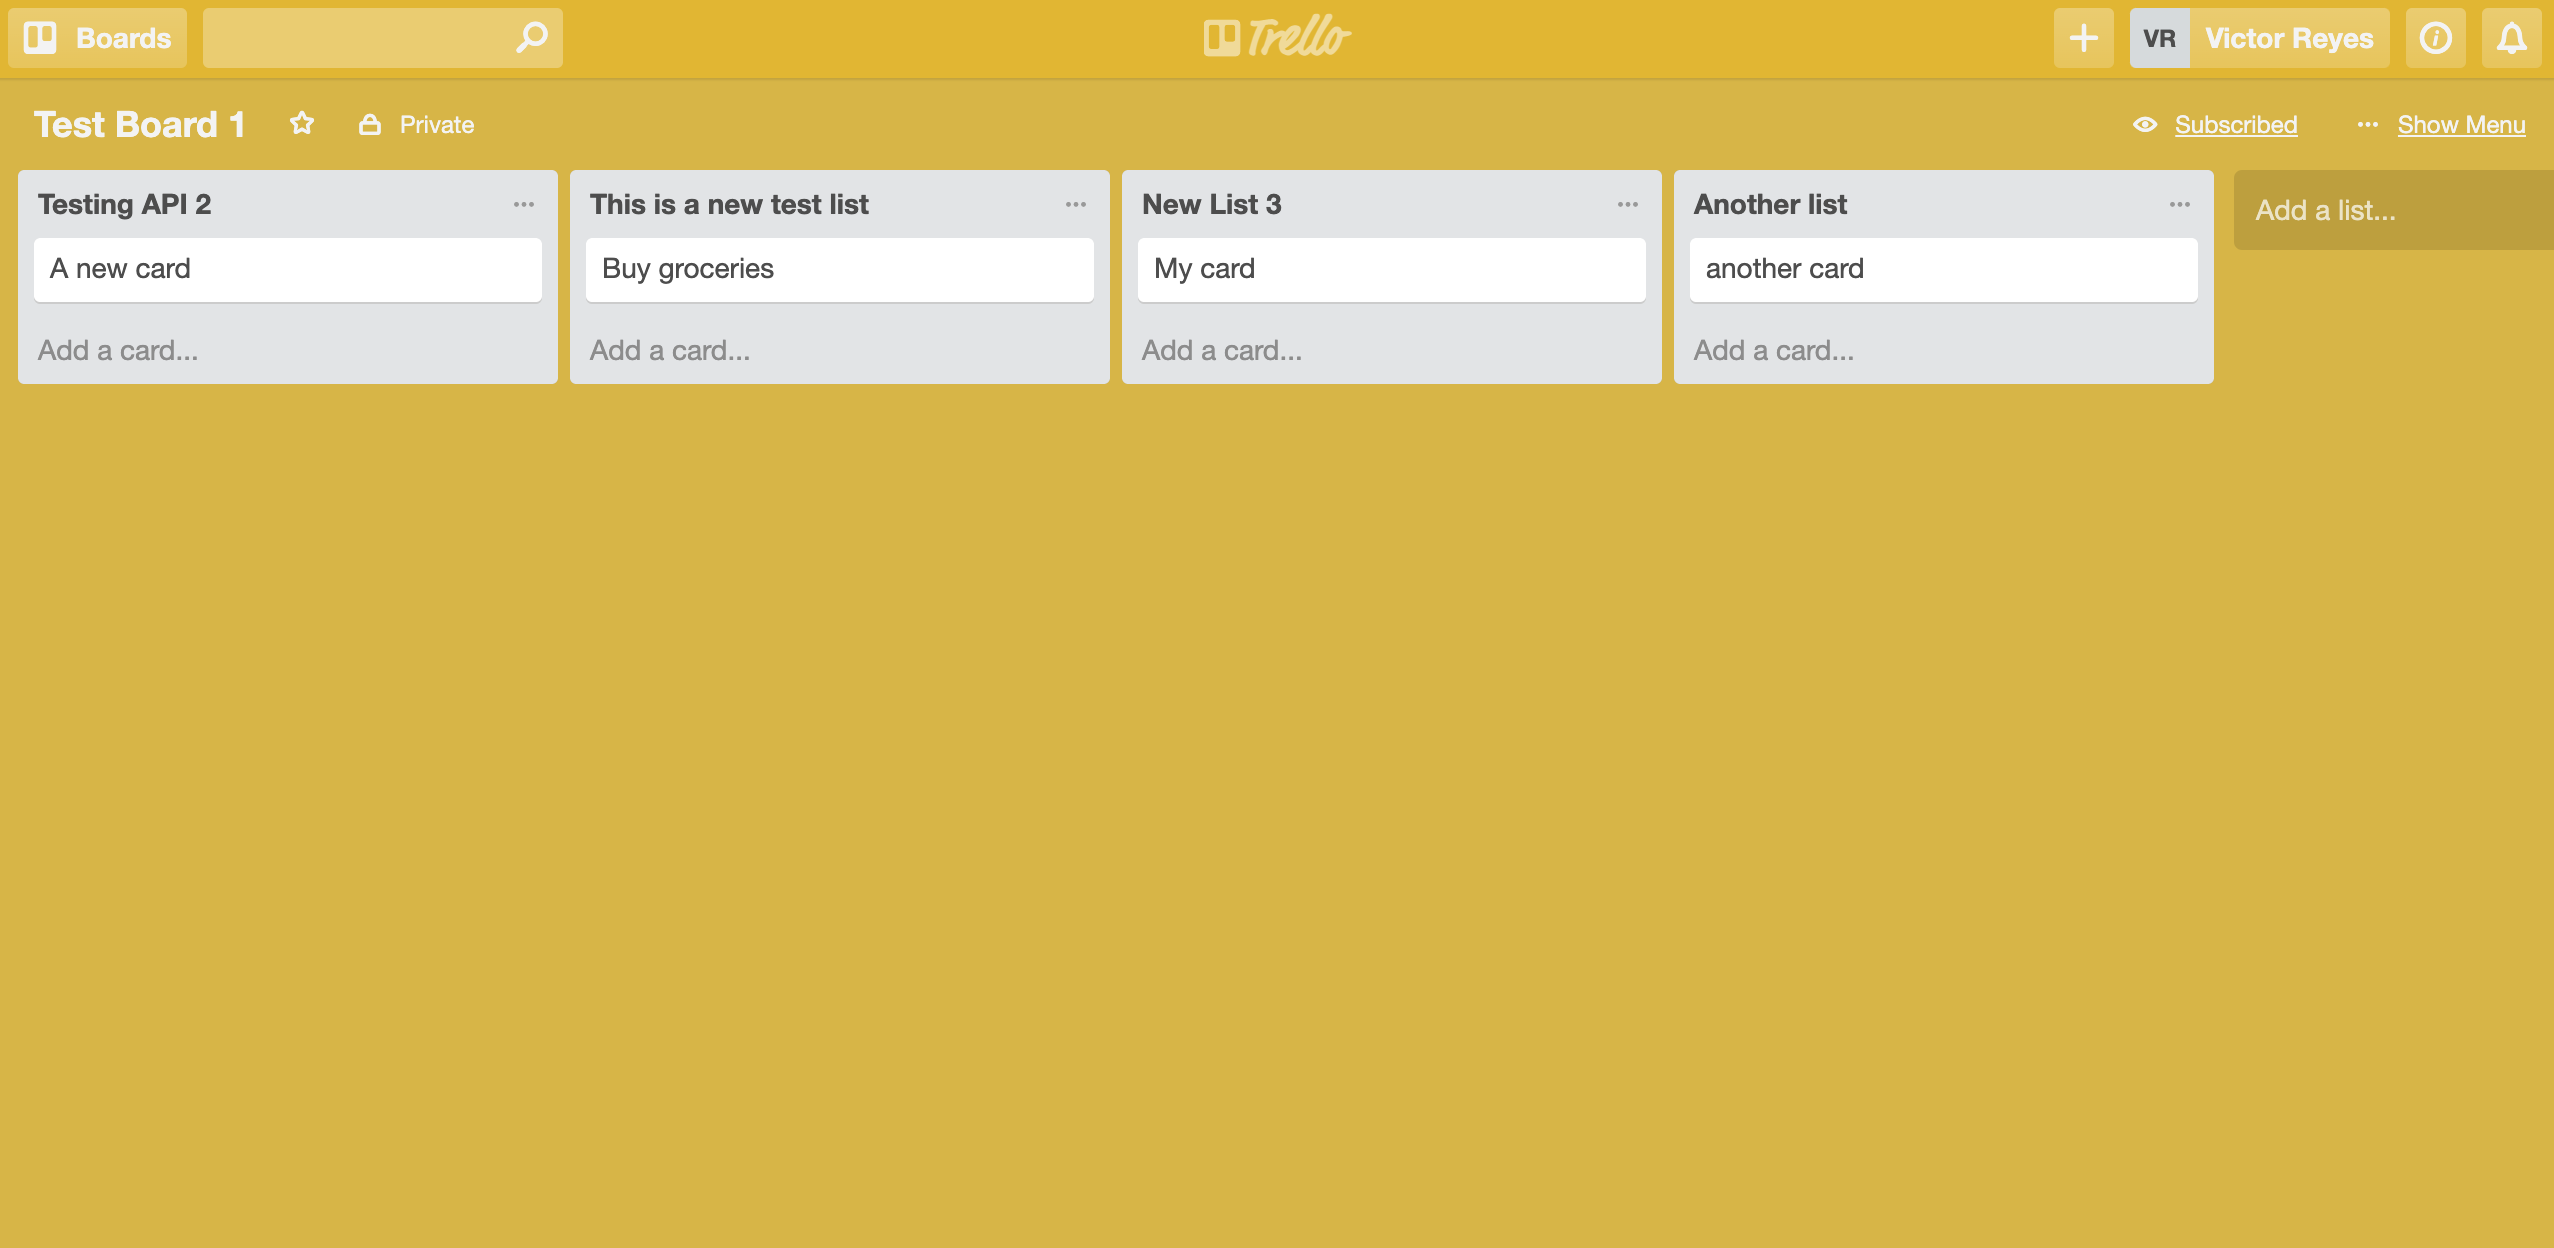 Boards
Trello
VR Victor Reyes
Test Board 1 Private Subscribed ... Show Menu
Testing API 2 ...
A new card
Add a card...
This is a new test list ...
Buy groceries
Add a card...
New List 3 ...
My card
Add a card...
Another list ...
another card
Add a card...
Add a list...